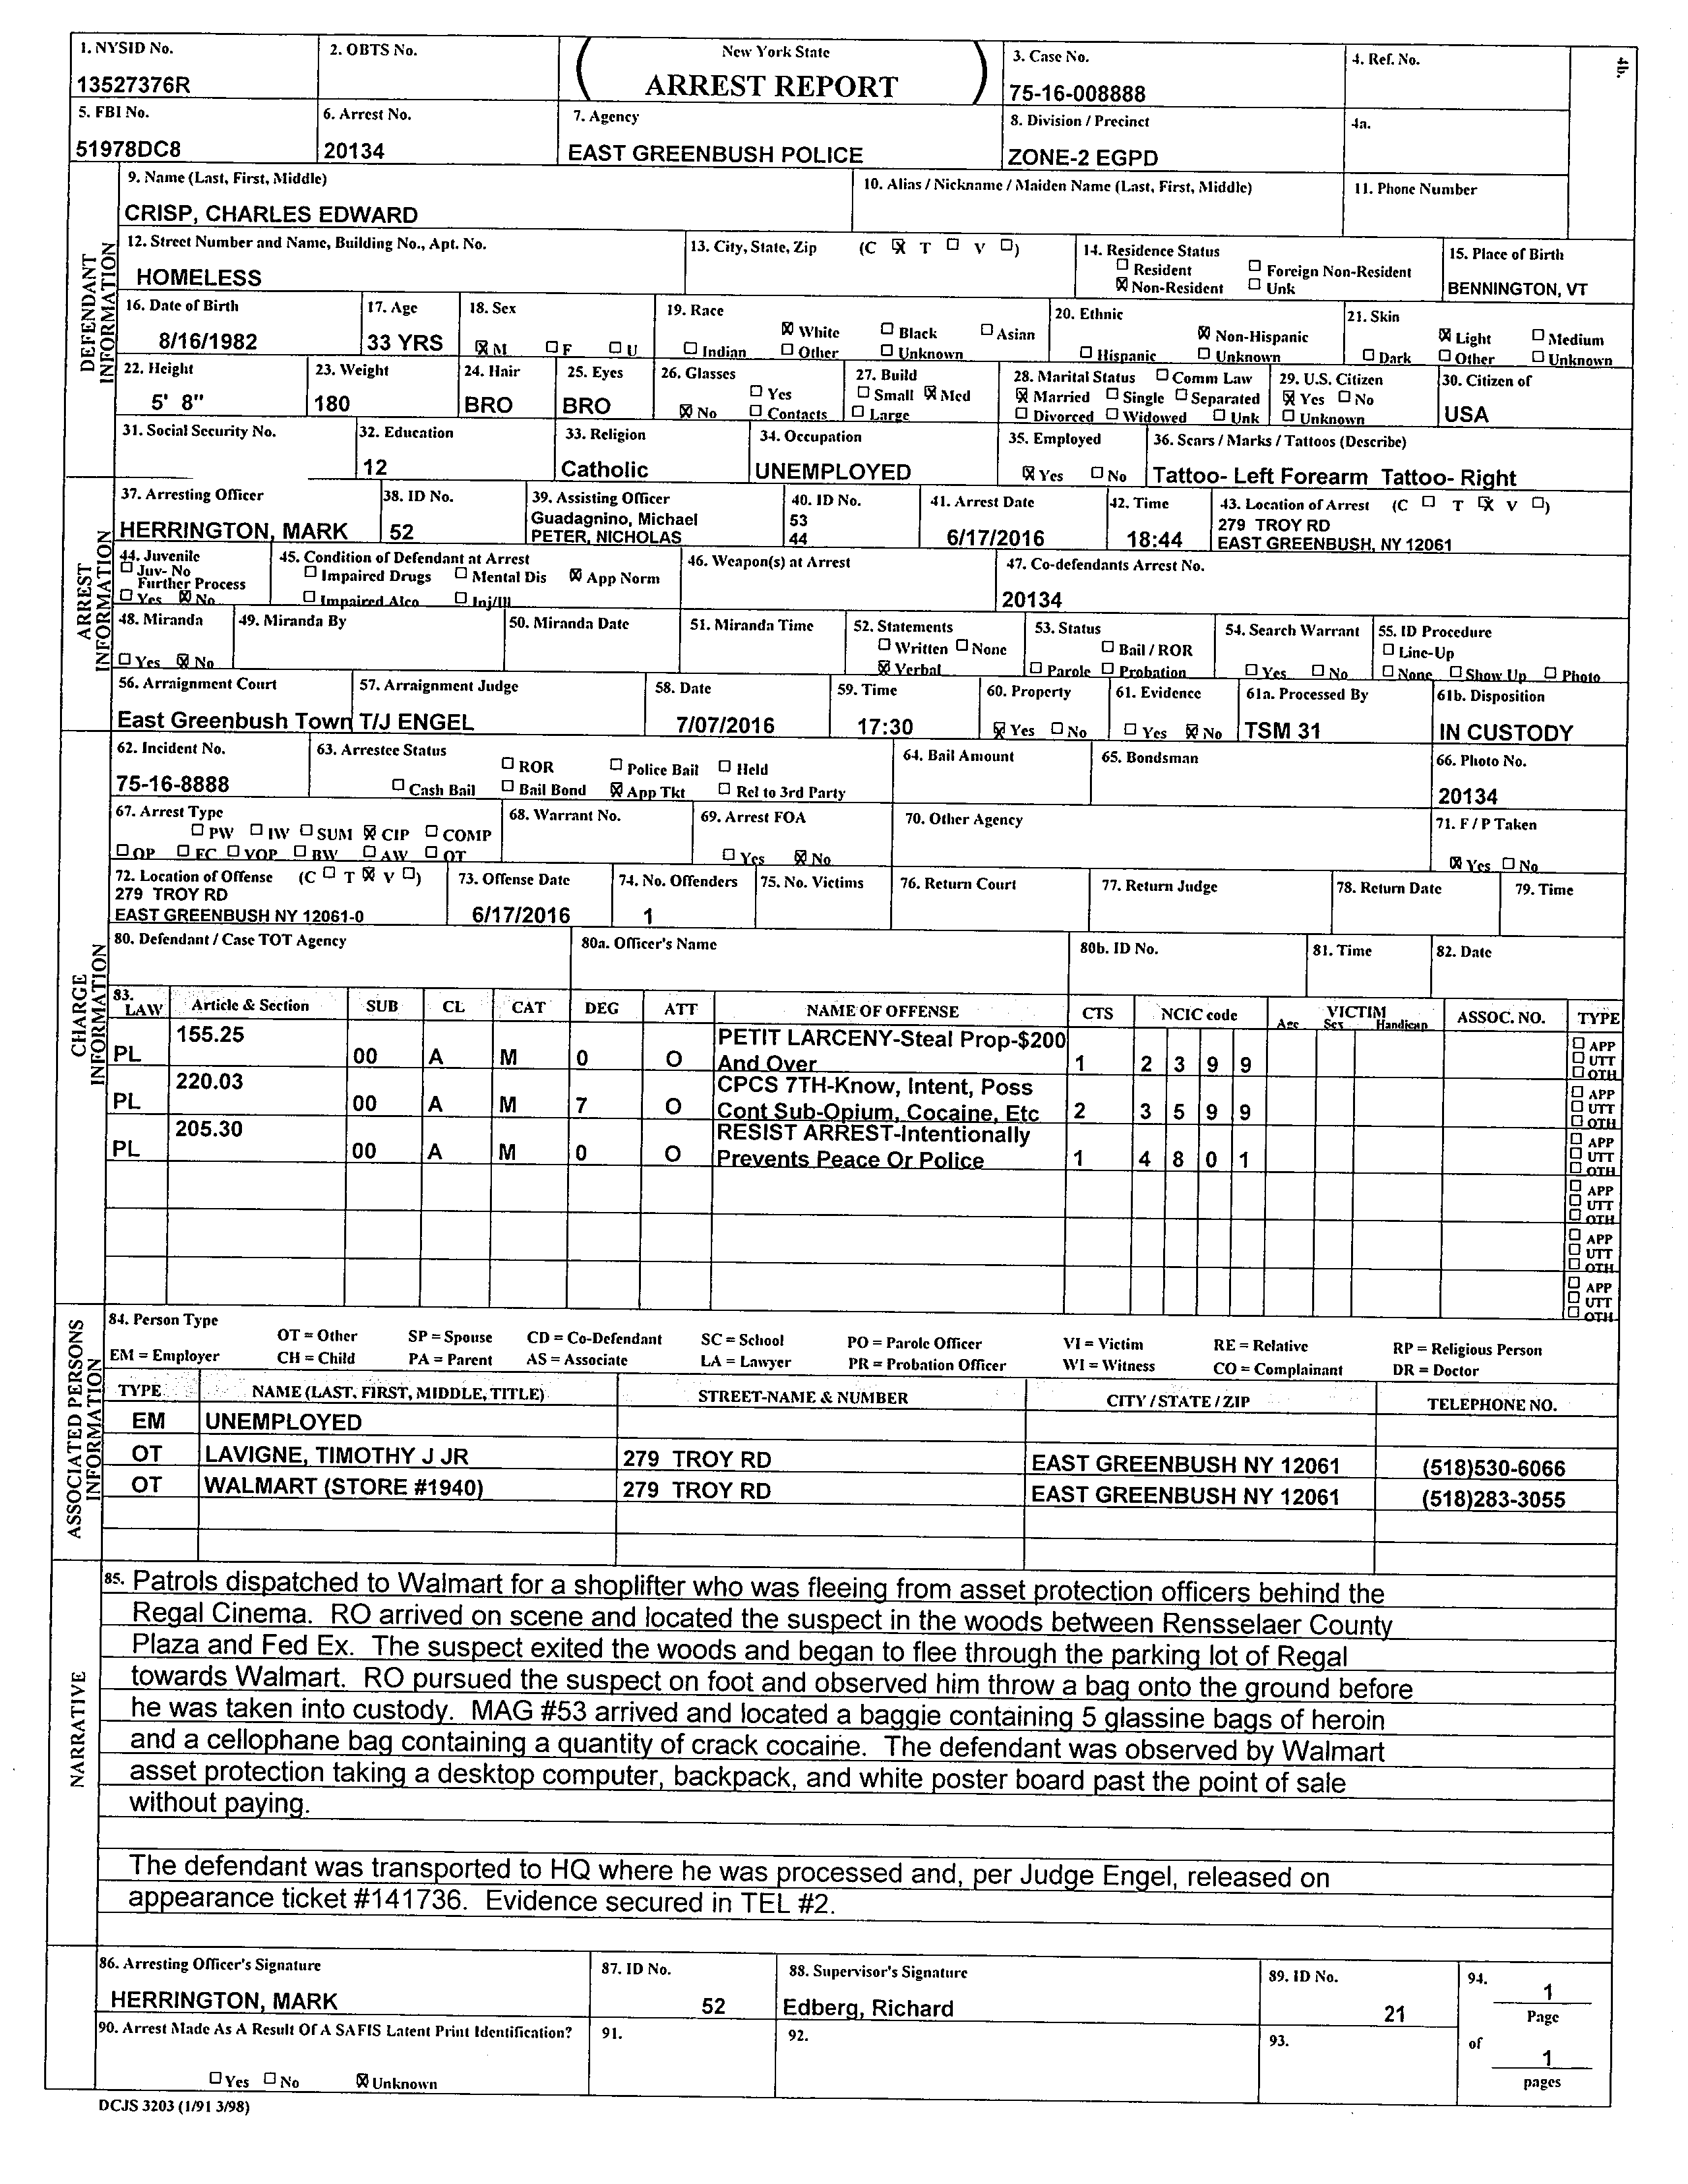 1. NYSID No.
13527376R
2. OBTS No.
New York State
ARREST REPORT
3. Case No.
75-16-008888
4. Ref. No.
4b.
5. FBI No.
51978DC8
6. Arrest No.
20134
7. Agency
EAST GREENBUSH POLICE
8. Division / Precinct
ZONE-2 EGPD
4a.
DEFENDANT INFORMATION
9. Name (Last, First, Middle)
CRISP, CHARLES EDWARD
10. Alias / Nickname / Maiden Name (Last, First, Middle)
11. Phone Number
12. Street Number and Name, Building No., Apt. No.
HOMELESS
13. City, State, Zip (C ☒ T ☐ V ☐)
14. Residence Status
☐ Resident ☐ Foreign Non-Resident
☒ Non-Resident ☐ Unk
15. Place of Birth
BENNINGTON, VT
16. Date of Birth
8/16/1982
17. Age
33 YRS
18. Sex
☒ M ☐ F ☐ U
19. Race
☒ White ☐ Black ☐ Asian
☐ Indian ☐ Other ☐ Unknown
20. Ethnic
☒ Non-Hispanic
☐ Hispanic ☐ Unknown
21. Skin
☒ Light ☐ Medium
☐ Dark ☐ Other ☐ Unknown
22. Height
5' 8"
23. Weight
180
24. Hair
BRO
25. Eyes
BRO
26. Glasses
☐ Yes
☒ No ☐ Contacts
27. Build
☐ Small ☒ Med
☐ Large
28. Marital Status ☐ Comm Law
☒ Married ☐ Single ☐ Separated
☐ Divorced ☐ Widowed ☐ Unk
29. U.S. Citizen
☒ Yes ☐ No
☐ Unknown
30. Citizen of
USA
31. Social Security No.
32. Education
12
33. Religion
Catholic
34. Occupation
UNEMPLOYED
35. Employed
☒ Yes ☐ No
36. Scars / Marks / Tattoos (Describe)
Tattoo- Left Forearm Tattoo- Right
ARREST INFORMATION
37. Arresting Officer
HERRINGTON, MARK
38. ID No.
52
39. Assisting Officer
Guadagnino, Michael
PETER, NICHOLAS
40. ID No.
53
44
41. Arrest Date
6/17/2016
42. Time
18:44
43. Location of Arrest (C ☐ T ☒ V ☐)
279 TROY RD
EAST GREENBUSH, NY 12061
44. Juvenile
☐ Juv- No
Further Process
☐ Yes ☒ No
45. Condition of Defendant at Arrest
☐ Impaired Drugs ☐ Mental Dis ☒ App Norm
☐ Impaired Alco ☐ Inj/Ill
46. Weapon(s) at Arrest
47. Co-defendants Arrest No.
20134
48. Miranda
☐ Yes ☒ No
49. Miranda By
50. Miranda Date
51. Miranda Time
52. Statements
☐ Written ☐ None
☒ Verbal
53. Status
☐ Bail / ROR
☐ Parole ☐ Probation
54. Search Warrant
☐ Yes ☐ No
55. ID Procedure
☐ Line-Up
☐ None ☐ Show Up ☐ Photo
56. Arraignment Court
East Greenbush Town
57. Arraignment Judge
T/J ENGEL
58. Date
7/07/2016
59. Time
17:30
60. Property
☒ Yes ☐ No
61. Evidence
☐ Yes ☒ No
61a. Processed By
TSM 31
61b. Disposition
IN CUSTODY
CHARGE INFORMATION
62. Incident No.
75-16-8888
63. Arrestee Status
☐ ROR ☐ Police Bail ☐ Held
☐ Cash Bail ☐ Bail Bond ☒ App Tkt ☐ Rel to 3rd Party
64. Bail Amount
65. Bondsman
66. Photo No.
20134
67. Arrest Type
☐ PW ☐ IW ☐ SUM ☒ CIP ☐ COMP
☐ OP ☐ FC ☐ VOP ☐ BW ☐ AW ☐ OT
68. Warrant No.
69. Arrest FOA
☐ Yes ☒ No
70. Other Agency
71. F / P Taken
☒ Yes ☐ No
72. Location of Offense (C ☐ T ☒ V ☐)
279 TROY RD
EAST GREENBUSH NY 12061-0
73. Offense Date
6/17/2016
74. No. Offenders
1
75. No. Victims
76. Return Court
77. Return Judge
78. Return Date
79. Time
80. Defendant / Case TOT Agency
80a. Officer's Name
80b. ID No.
81. Time
82. Date
83. LAW Article & Section SUB CL CAT DEG ATT NAME OF OFFENSE CTS NCIC code VICTIM Age Sex Handicap ASSOC. NO. TYPE
PL 155.25 00 A M 0 O PETIT LARCENY-Steal Prop-$200 And Over 1 2 3 9 9 ☐ APP ☐ UTT ☐ OTH
PL 220.03 00 A M 7 O CPCS 7TH-Know, Intent, Poss Cont Sub-Opium, Cocaine, Etc 2 3 5 9 9 ☐ APP ☐ UTT ☐ OTH
PL 205.30 00 A M 0 O RESIST ARREST-Intentionally Prevents Peace Or Police 1 4 8 0 1 ☐ APP ☐ UTT ☐ OTH
☐ APP ☐ UTT ☐ OTH
☐ APP ☐ UTT ☐ OTH
☐ APP ☐ UTT ☐ OTH
ASSOCIATED PERSONS INFORMATION
84. Person Type
OT = Other SP = Spouse CD = Co-Defendant SC = School PO = Parole Officer VI = Victim RE = Relative RP = Religious Person
EM = Employer CH = Child PA = Parent AS = Associate LA = Lawyer PR = Probation Officer WI = Witness CO = Complainant DR = Doctor
TYPE NAME (LAST, FIRST, MIDDLE, TITLE) STREET-NAME & NUMBER CITY / STATE / ZIP TELEPHONE NO.
EM UNEMPLOYED
OT LAVIGNE, TIMOTHY J JR 279 TROY RD EAST GREENBUSH NY 12061 (518)530-6066
OT WALMART (STORE #1940) 279 TROY RD EAST GREENBUSH NY 12061 (518)283-3055
NARRATIVE
85. Patrols dispatched to Walmart for a shoplifter who was fleeing from asset protection officers behind the
Regal Cinema. RO arrived on scene and located the suspect in the woods between Rensselaer County
Plaza and Fed Ex. The suspect exited the woods and began to flee through the parking lot of Regal
towards Walmart. RO pursued the suspect on foot and observed him throw a bag onto the ground before
he was taken into custody. MAG #53 arrived and located a baggie containing 5 glassine bags of heroin
and a cellophane bag containing a quantity of crack cocaine. The defendant was observed by Walmart
asset protection taking a desktop computer, backpack, and white poster board past the point of sale
without paying.
The defendant was transported to HQ where he was processed and, per Judge Engel, released on
appearance ticket #141736. Evidence secured in TEL #2.
86. Arresting Officer's Signature
HERRINGTON, MARK
87. ID No.
52
88. Supervisor's Signature
Edberg, Richard
89. ID No.
21
94.
1
Page
of
1
pages
90. Arrest Made As A Result Of A SAFIS Latent Print Identification?
☐ Yes ☐ No ☒ Unknown
91.
92.
93.
DCJS 3203 (1/91 3/98)